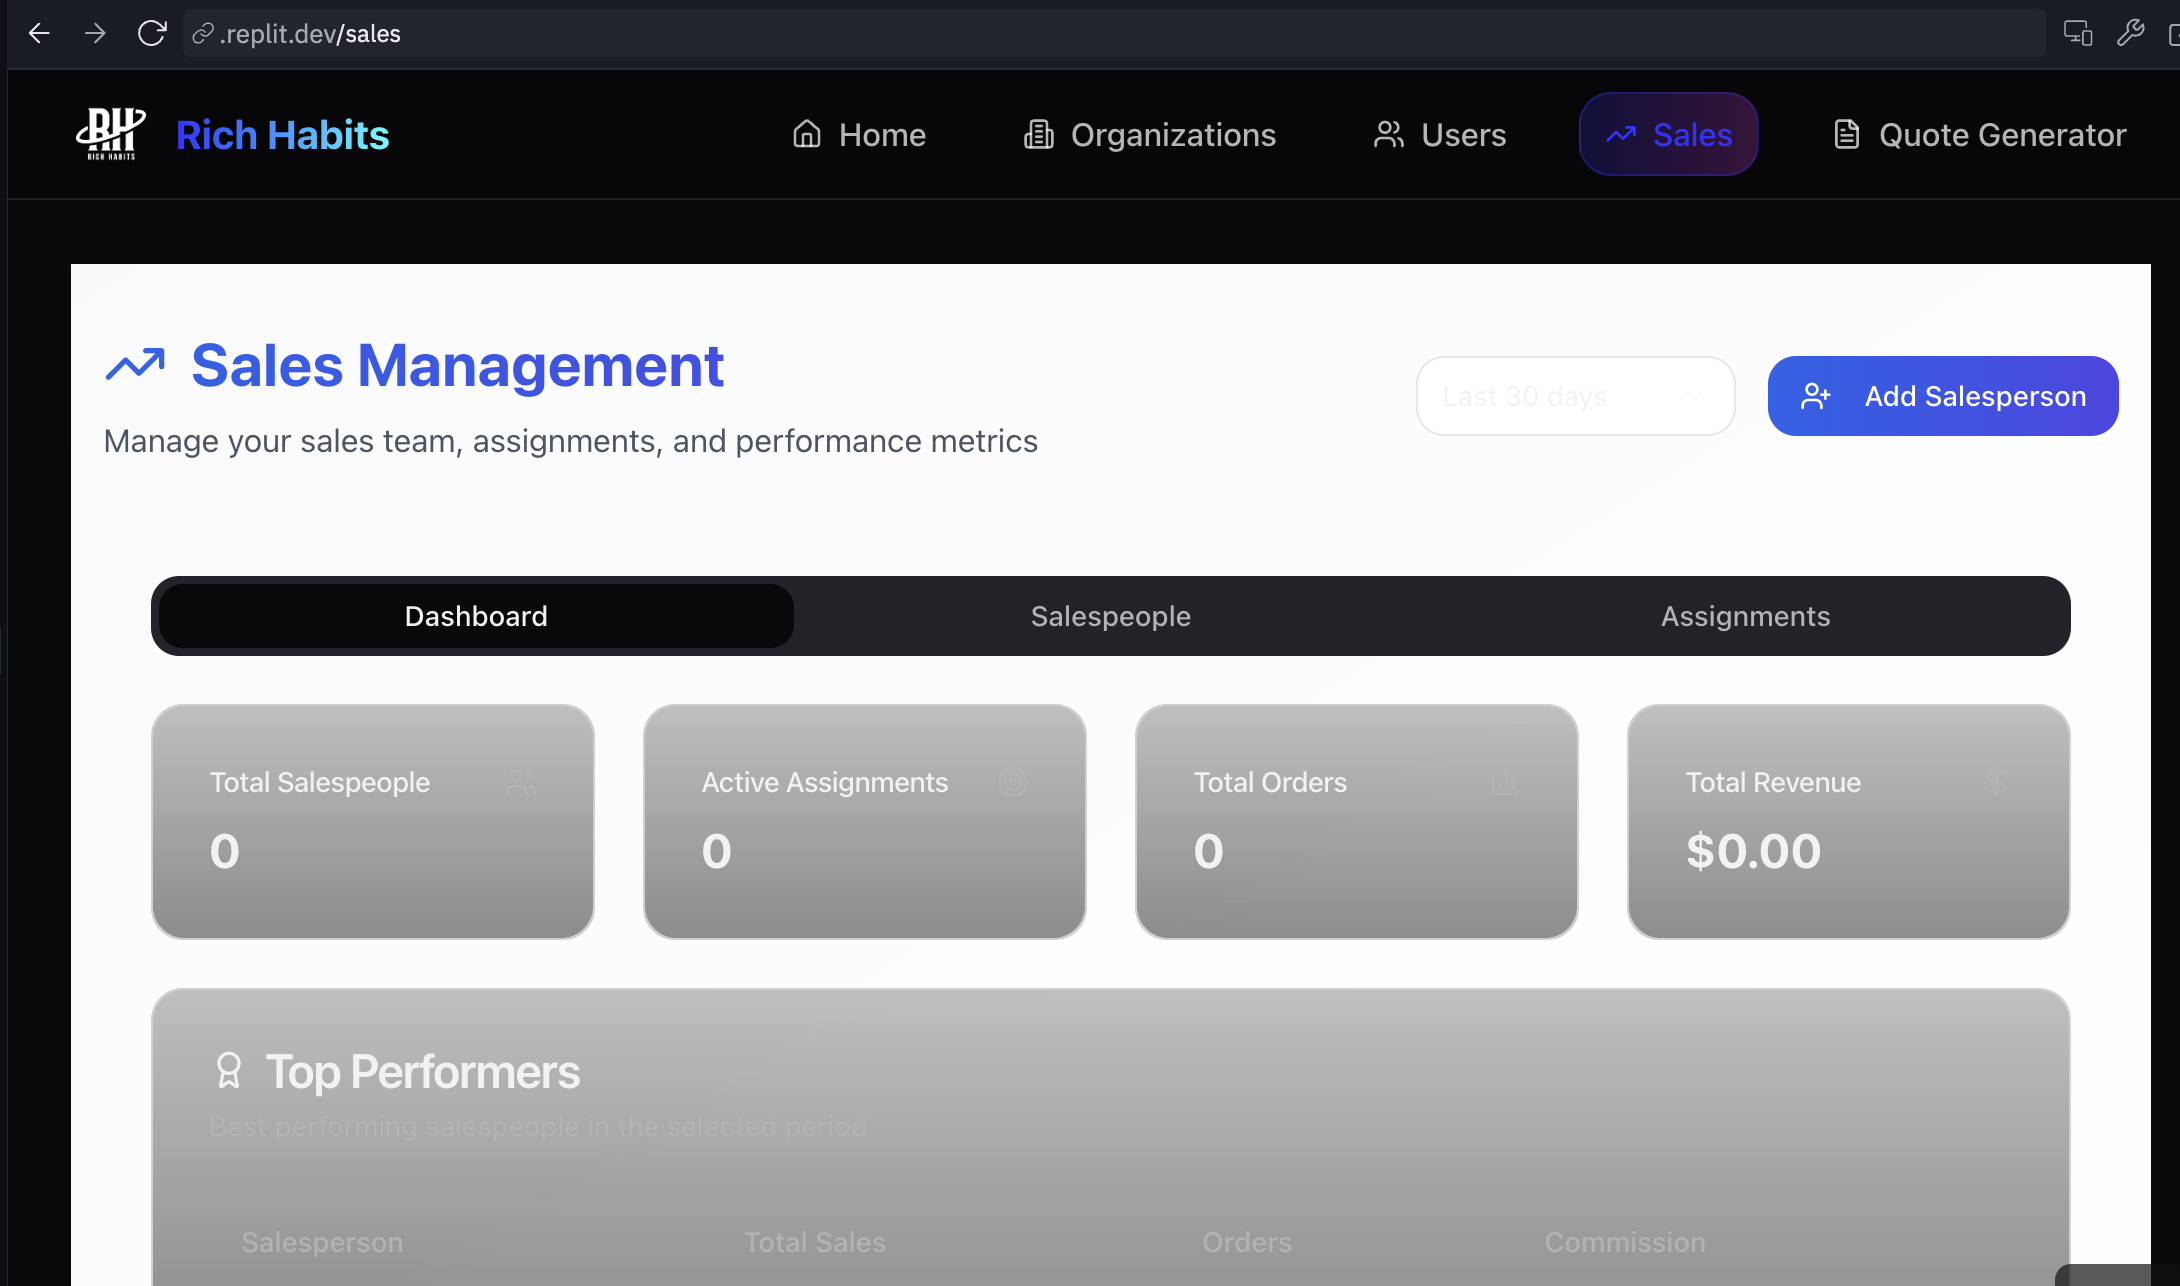 .replit.dev/sales
RH
RICH HABITS
Rich Habits
Home
Organizations
Users
Sales
Quote Generator
Sales Management
Manage your sales team, assignments, and performance metrics
Last 30 days
Add Salesperson
Dashboard
Salespeople
Assignments
Total Salespeople
0
Active Assignments
0
Total Orders
0
Total Revenue
$0.00
Top Performers
Best performing salespeople in the selected period
Salesperson
Total Sales
Orders
Commission